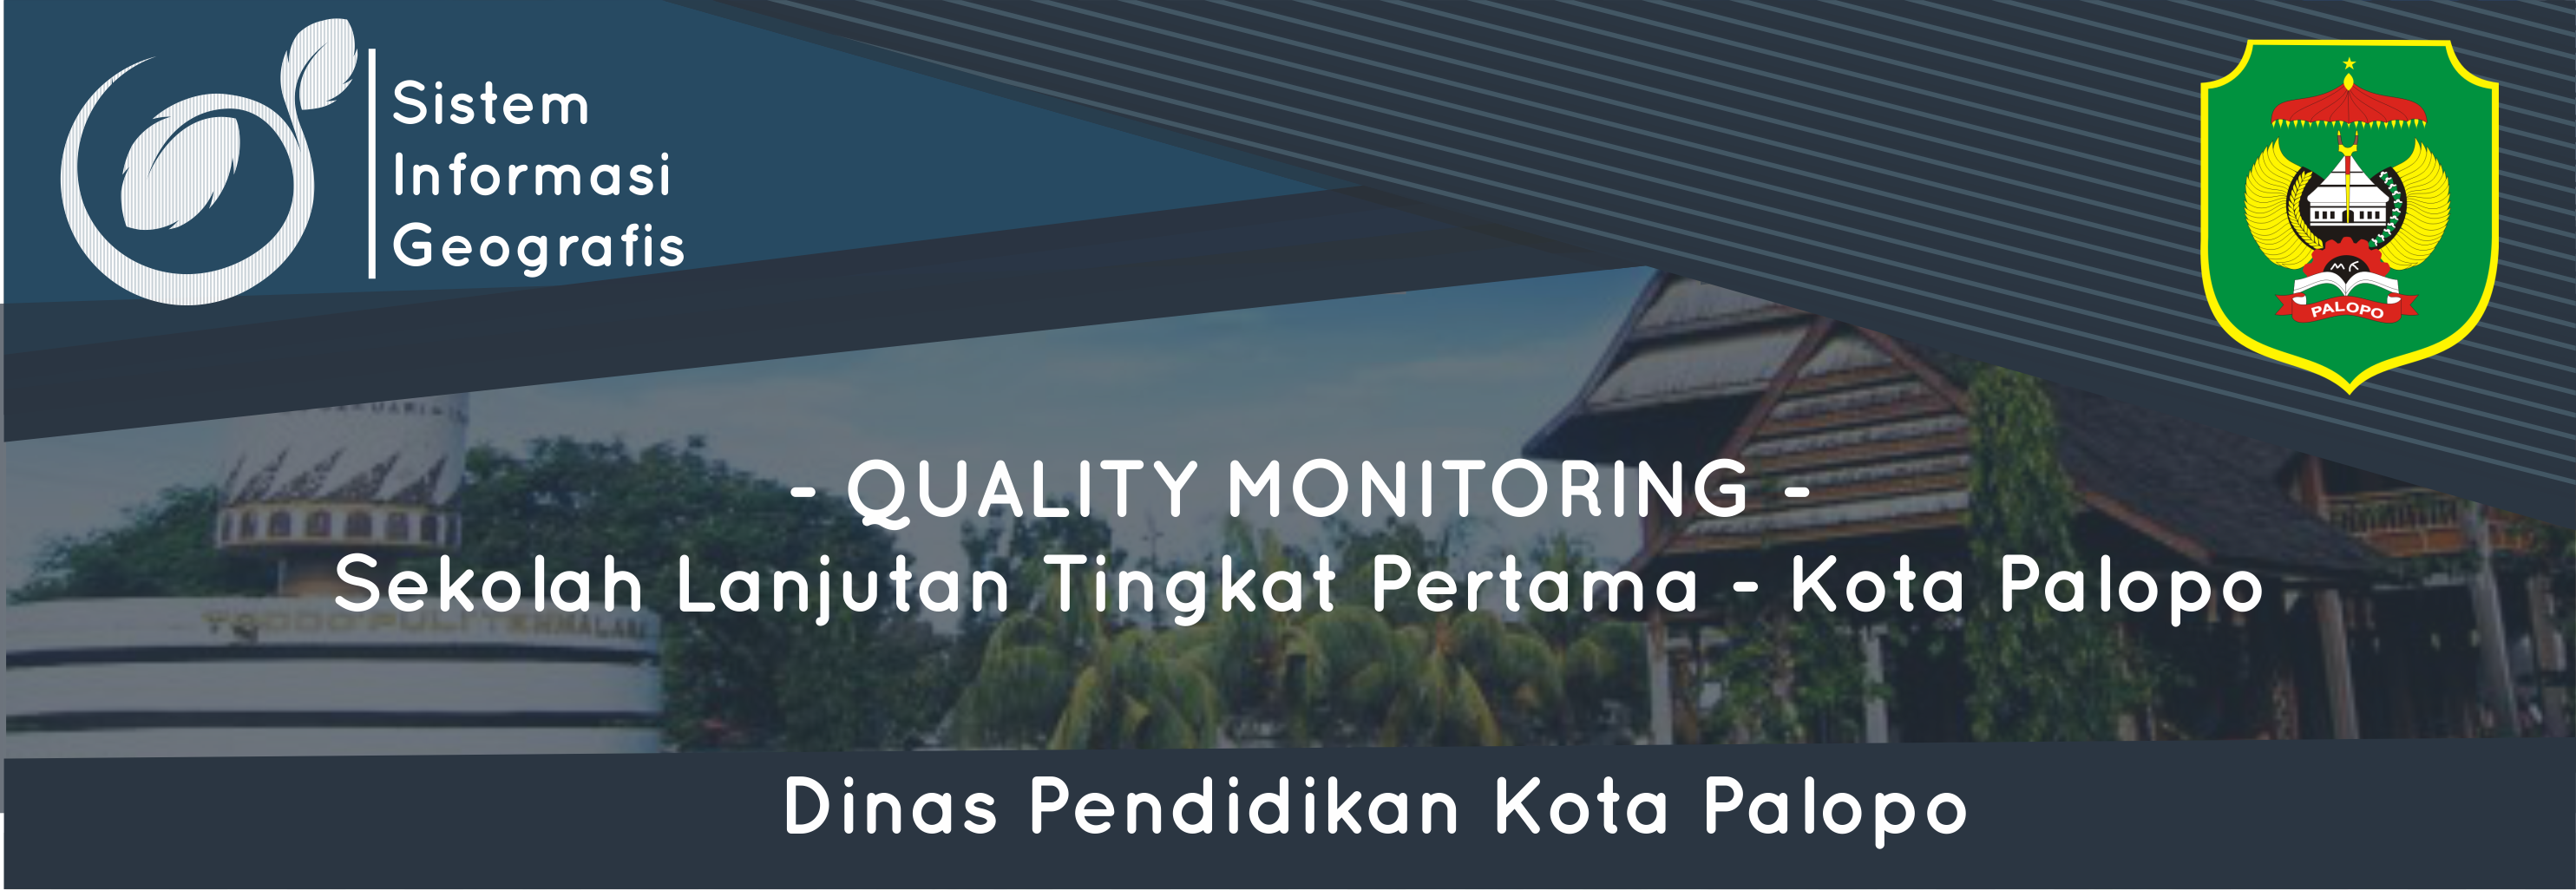 Sistem
Informasi
Geografis
M K
PALOPO
- QUALITY MONITORING -
Sekolah Lanjutan Tingkat Pertama - Kota Palopo
Dinas Pendidikan Kota Palopo